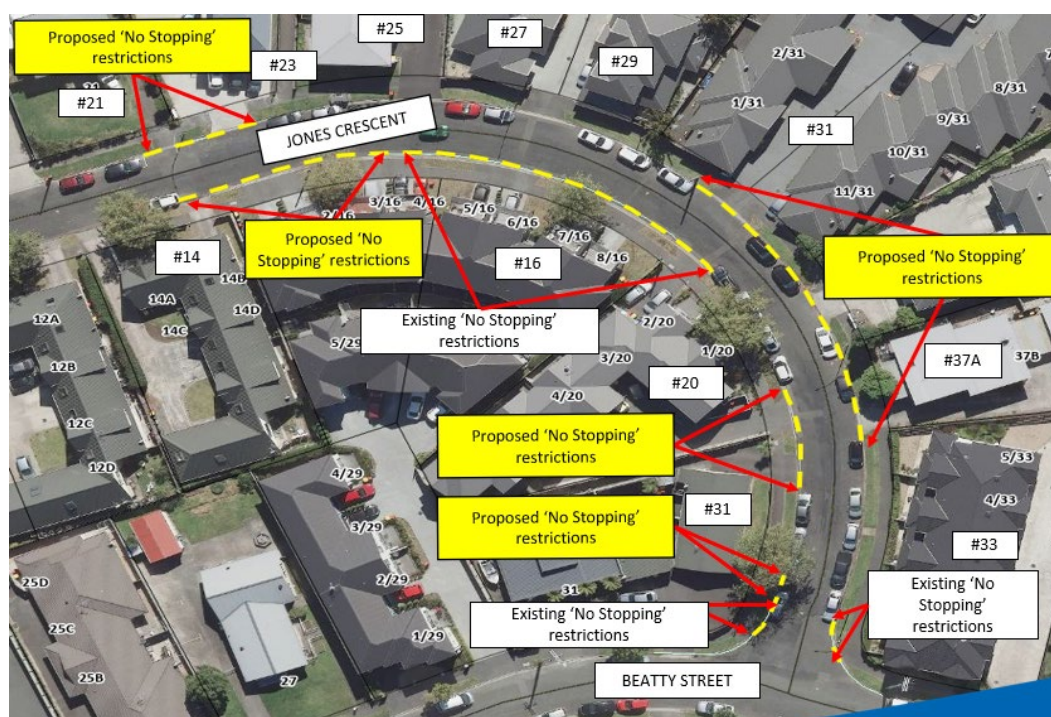 Proposed 'No Stopping'
restrictions
#25
#27
#23
#29
#21
JONES CRESCENT
2/31
1/31
#31
8/31
9/31
10/31
11/31
2/16
3/16
4/16
5/16
6/16
7/16
8/16
#14
Proposed 'No
Stopping' restrictions
#16
Proposed 'No Stopping'
restrictions
14A
14B
14C
14D
12A
12B
12C
12D
Existing 'No Stopping'
restrictions
5/29
2/20
3/20
1/20
4/20
#20
#37A
37B
Proposed 'No Stopping'
restrictions
4/29
3/29
2/29
1/29
Proposed 'No Stopping'
restrictions
#31
5/33
4/33
#33
31
Existing 'No Stopping'
restrictions
Existing 'No
Stopping'
restrictions
25D
25C
25B
27
BEATTY STREET